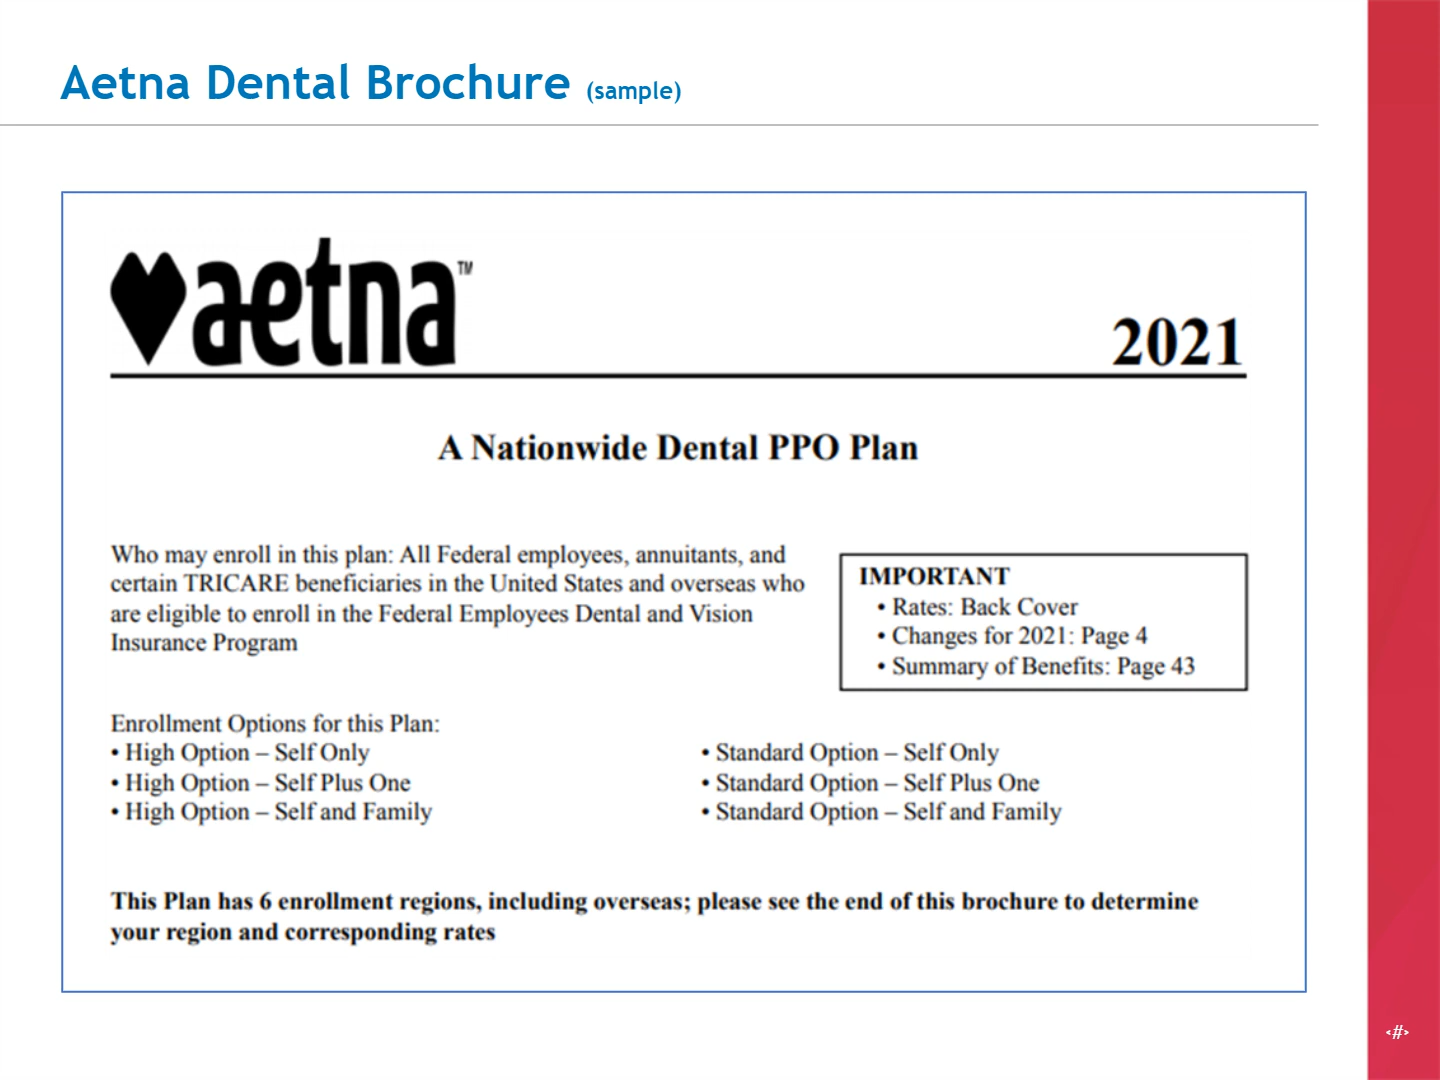 Aetna Dental Brochure (sample)
aetna™
2021
A Nationwide Dental PPO Plan
Who may enroll in this plan: All Federal employees, annuitants, and
certain TRICARE beneficiaries in the United States and overseas who
are eligible to enroll in the Federal Employees Dental and Vision
Insurance Program
IMPORTANT
• Rates: Back Cover
• Changes for 2021: Page 4
• Summary of Benefits: Page 43
Enrollment Options for this Plan:
• High Option – Self Only
• High Option – Self Plus One
• High Option – Self and Family
• Standard Option – Self Only
• Standard Option – Self Plus One
• Standard Option – Self and Family
This Plan has 6 enrollment regions, including overseas; please see the end of this brochure to determine
your region and corresponding rates
‹#›